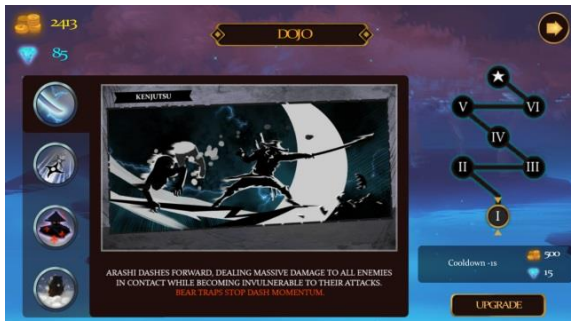 2413
DOJO
85
KENJUTSU
V
VI
IV
II
III
I
ARASHI DASHES FORWARD, DEALING MASSIVE DAMAGE TO ALL ENEMIES
IN CONTACT WHILE BECOMING INVULNERABLE TO THEIR ATTACKS.
BEAR TRAPS STOP DASH MOMENTUM.
Cooldown -1s
500
15
UPGRADE